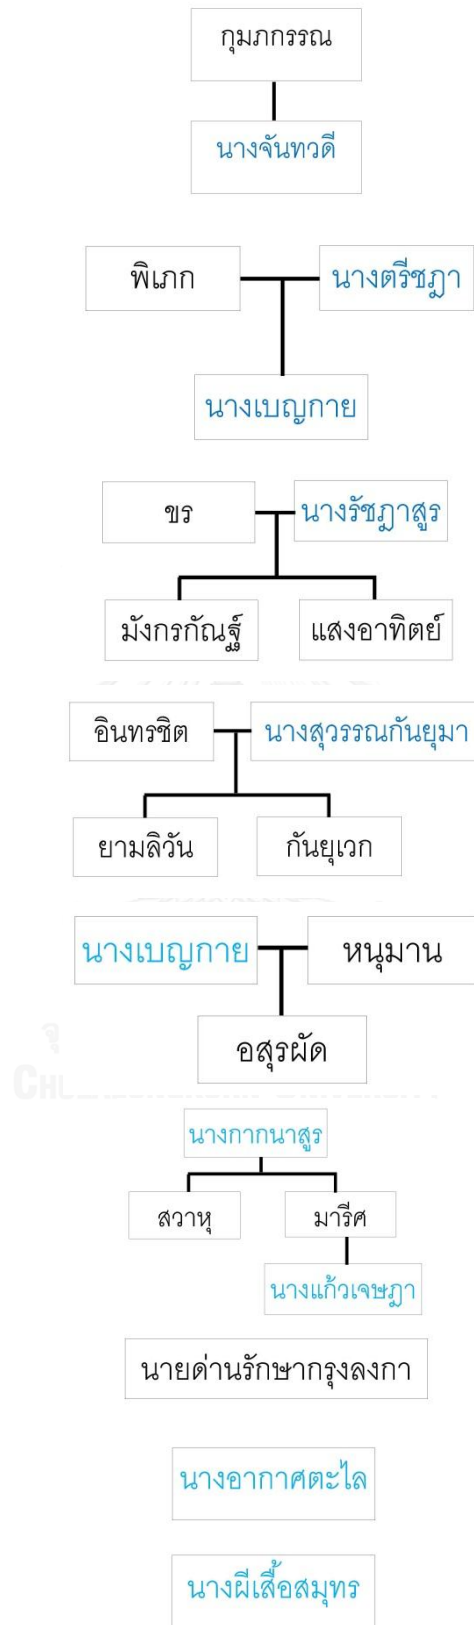 กุมภกรรณ
นางจันทวดี
พิเภก นางตรีชฎา
นางเบญกาย
ขร นางรัชฎาสูร
มังกรกัณฐ์ แสงอาทิตย์
อินทรชิต นางสุวรรณกันยุมา
ยามลิวัน กันยุเวก
นางเบญกาย หนุมาน
อสุรผัด
นางกากนาสูร
สวาหุ มารีศ
นางแก้วเจษฎา
นายด่านรักษากรุงลงกา
นางอากาศตะไล
นางผีเสื้อสมุทร